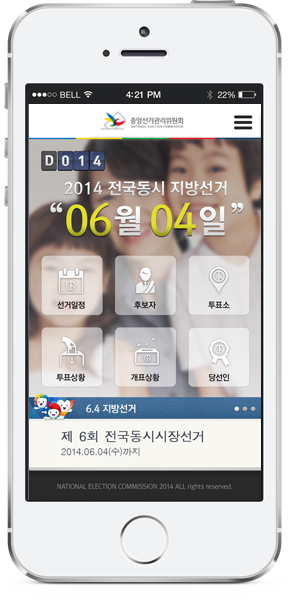 BELL 4:21 PM 22%
중앙선거관리위원회
NATIONAL ELECTION COMMISSION
D014
2014 전국동시 지방선거
“06월 04일”
선거일정 후보자 투표소
투표상황 개표상황 당선인
6.4 지방선거
제 6회 전국동시시장선거
2014.06.04(수)까지
NATIONAL ELECTION COMMISSION 2014 ALL rights reserved.